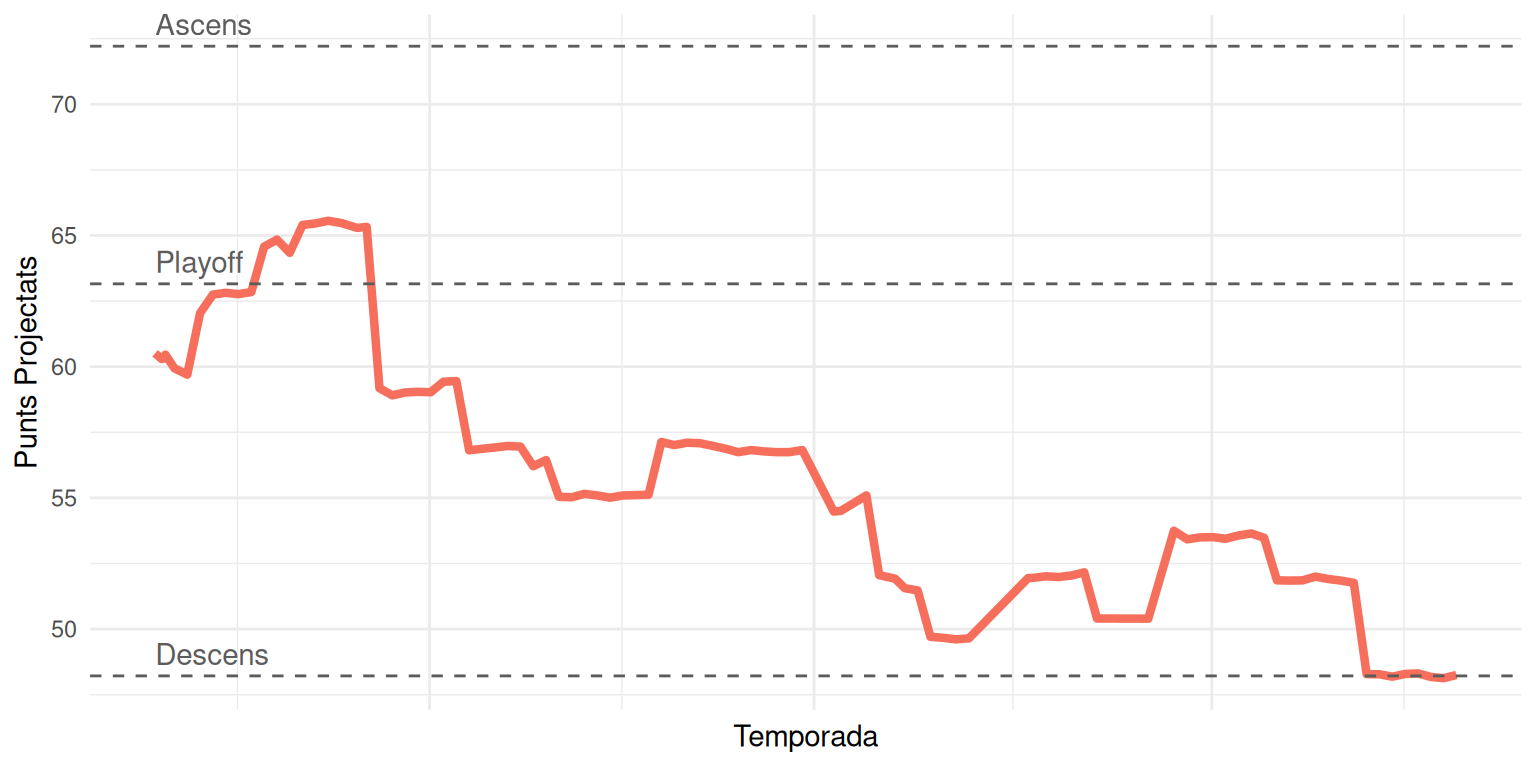 Ascens
70
65
Playoff
60
55
50
Descens
Punts Projectats
Temporada